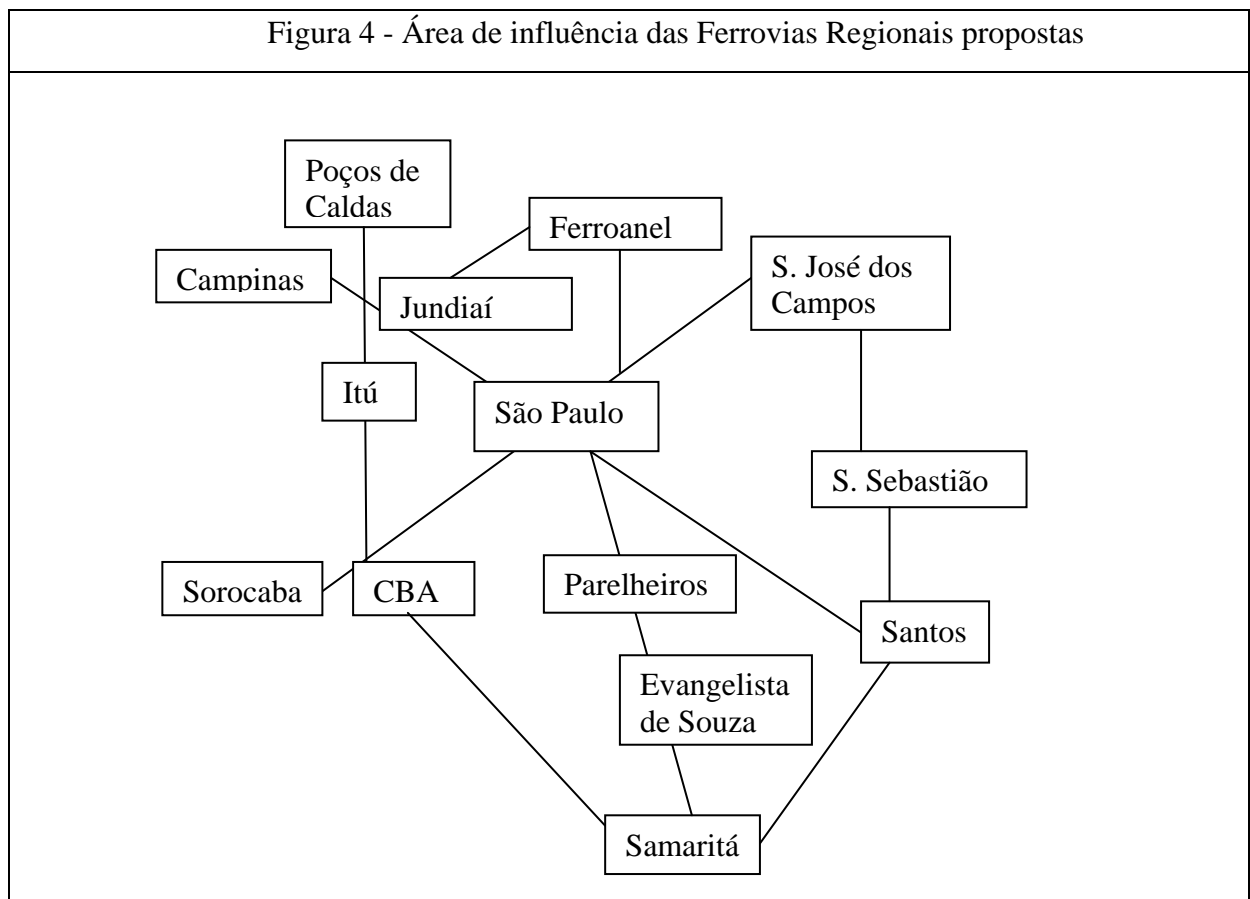 Figura 4 - Área de influência das Ferrovias Regionais propostas
Poços de
Caldas
Ferroanel
Campinas
S. José dos
Campos
Jundiaí
Itú
São Paulo
S. Sebastião
Sorocaba
CBA
Parelheiros
Santos
Evangelista
de Souza
Samaritá